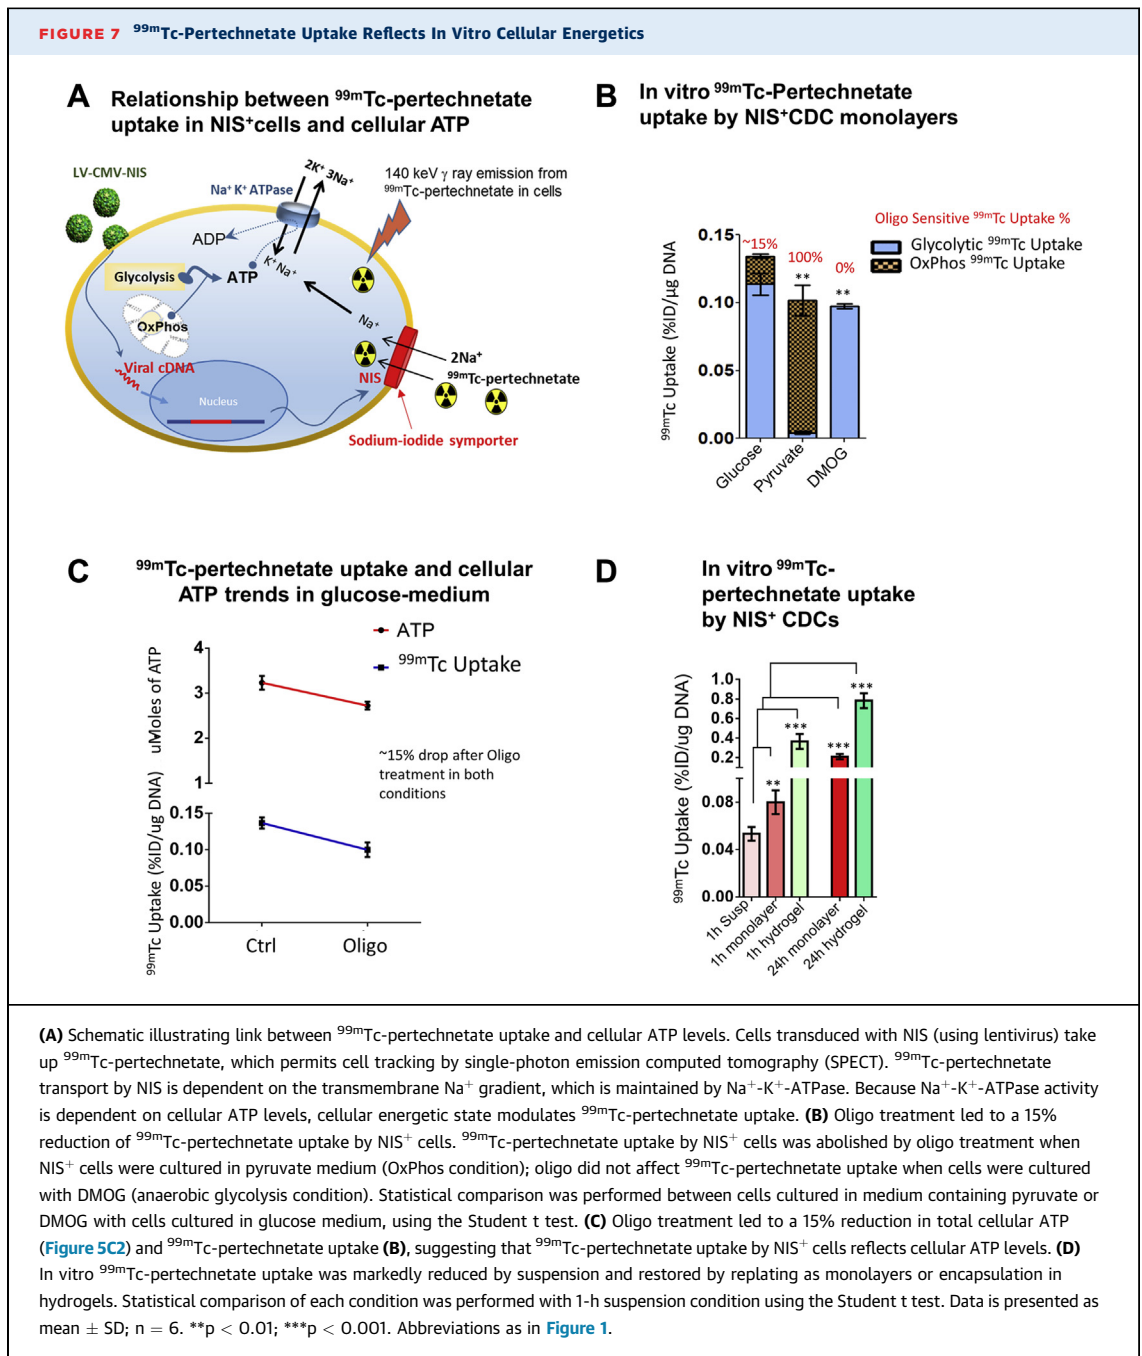 FIGURE 7 99mTc-Pertechnetate Uptake Reflects In Vitro Cellular Energetics
A Relationship between 99mTc-pertechnetate
uptake in NIS+cells and cellular ATP
LV-CMV-NIS
Na+ K+ ATPase
2K+ 3Na+
140 keV γ ray emission from
99mTc-pertechnetate in cells
ADP
K+ Na+
Glycolysis
ATP
OxPhos
Na+
Viral cDNA
NIS
2Na+
99mTc-pertechnetate
Nucleus
Sodium-iodide symporter
B In vitro 99mTc-Pertechnetate
uptake by NIS+CDC monolayers
Oligo Sensitive 99mTc Uptake %
Glycolytic 99mTc Uptake
OxPhos 99mTc Uptake
99mTc Uptake (%ID/µg DNA)
0.15
0.10
0.05
0.00
~15%
100%
0%
**
**
Glucose
Pyruvate
DMOG
C 99mTc-pertechnetate uptake and cellular
ATP trends in glucose-medium
ATP
99mTc Uptake
uMoles of ATP
4
3
2
1
~15% drop after Oligo
treatment in both
conditions
99mTc Uptake (%ID/ug DNA)
0.15
0.10
0.05
0.00
Ctrl
Oligo
D In vitro 99mTc-
pertechnetate uptake
by NIS+ CDCs
99mTc Uptake (%ID/ug DNA)
1.0
0.8
0.6
0.4
0.2
0.08
0.04
0.00
**
***
***
***
1h Susp
1h monolayer
1h hydrogel
24h monolayer
24h hydrogel
(A) Schematic illustrating link between 99mTc-pertechnetate uptake and cellular ATP levels. Cells transduced with NIS (using lentivirus) take
up 99mTc-pertechnetate, which permits cell tracking by single-photon emission computed tomography (SPECT). 99mTc-pertechnetate
transport by NIS is dependent on the transmembrane Na+ gradient, which is maintained by Na+-K+-ATPase. Because Na+-K+-ATPase activity
is dependent on cellular ATP levels, cellular energetic state modulates 99mTc-pertechnetate uptake. (B) Oligo treatment led to a 15%
reduction of 99mTc-pertechnetate uptake by NIS+ cells. 99mTc-pertechnetate uptake by NIS+ cells was abolished by oligo treatment when
NIS+ cells were cultured in pyruvate medium (OxPhos condition); oligo did not affect 99mTc-pertechnetate uptake when cells were cultured
with DMOG (anaerobic glycolysis condition). Statistical comparison was performed between cells cultured in medium containing pyruvate or
DMOG with cells cultured in glucose medium, using the Student t test. (C) Oligo treatment led to a 15% reduction in total cellular ATP
(Figure 5C2) and 99mTc-pertechnetate uptake (B), suggesting that 99mTc-pertechnetate uptake by NIS+ cells reflects cellular ATP levels. (D)
In vitro 99mTc-pertechnetate uptake was markedly reduced by suspension and restored by replating as monolayers or encapsulation in
hydrogels. Statistical comparison of each condition was performed with 1-h suspension condition using the Student t test. Data is presented as
mean ± SD; n = 6. **p < 0.01; ***p < 0.001. Abbreviations as in Figure 1.